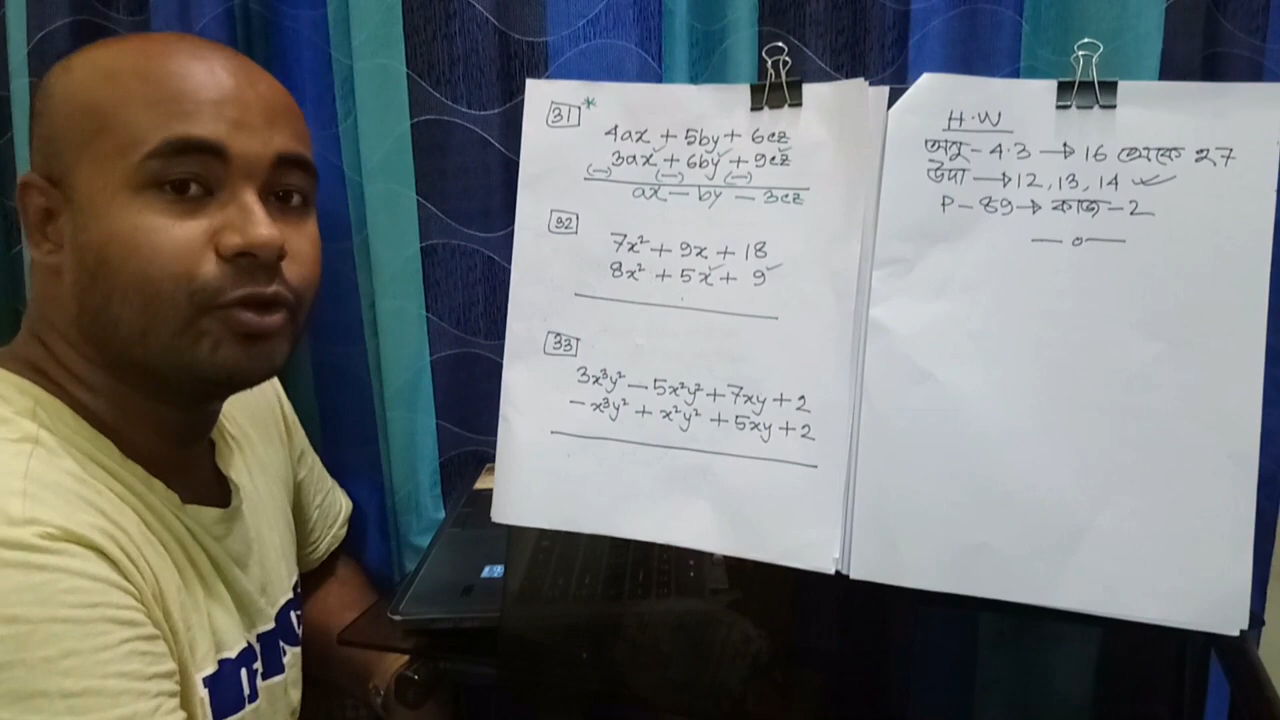 31 *
4ax + 5by + 6cz
3ax + 6by + 9cz
(-) (-) (-)
ax - by - 3cz
32
7x² + 9x + 18
8x² + 5x + 9
33
3x³y² - 5x²y² + 7xy + 2
- x³y² + x²y² + 5xy + 2
H.W
অনু - 4.3 → 16 থেকে 27
উদা → 12, 13, 14 ✓
P - 89 → কাজ - 2